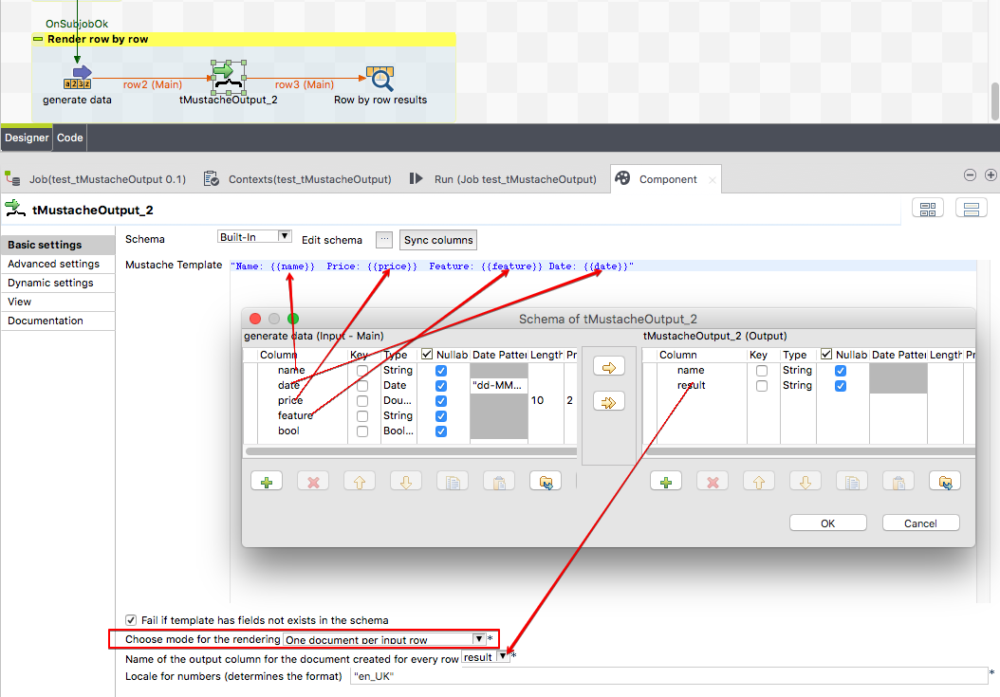 OnSubjobOk
Render row by row
row2 (Main)
row3 (Main)
generate data
tMustacheOutput_2
Row by row results
Designer
Code
Job(test_tMustacheOutput 0.1)
Contexts(test_tMustacheOutput)
Run (Job test_tMustacheOutput)
Component
tMustacheOutput_2
Basic settings
Advanced settings
Dynamic settings
View
Documentation
Schema
Built-In
Edit schema
...
Sync columns
Mustache Template
"Name: {{name}}  Price: {{price}}  Feature: {{feature}} Date: {{date}}"
Schema of tMustacheOutput_2
generate data (Input - Main)
Column Key Type Nullab Date Patter Length Pr
name String
date Date "dd-MM...
price Dou... 10 2
feature String
bool Bool...
tMustacheOutput_2 (Output)
Column Key Type Nullab Date Patter Length Pr
name String
result String
OK
Cancel
Fail if template has fields not exists in the schema
Choose mode for the rendering One document per input row *
Name of the output column for the document created for every row result *
Locale for numbers (determines the format) "en_UK" *